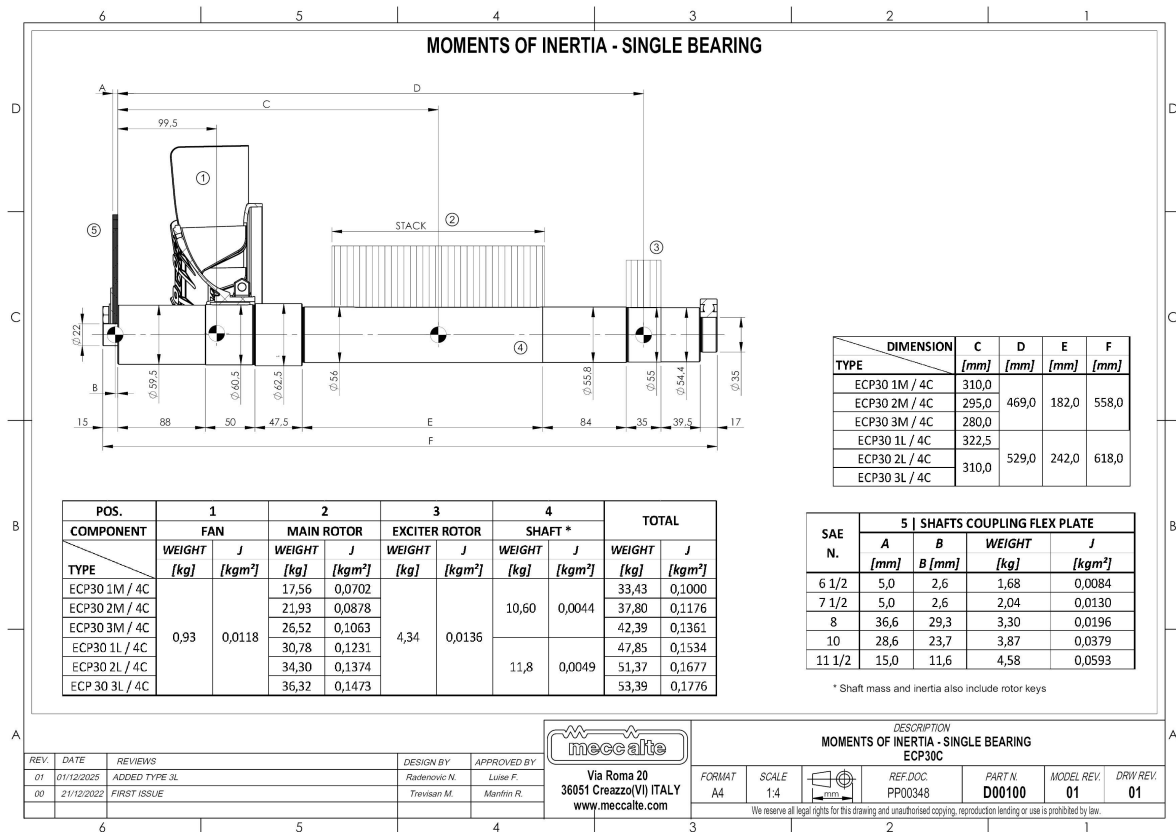 6 5 4 3 2 1
MOMENTS OF INERTIA - SINGLE BEARING
D D
A D
C
99,5
1
2
STACK
5
3
C C
Ø22
4
B
Ø59,5 Ø60,5 Ø62,5 Ø56 Ø55,8 Ø55 Ø54,4 Ø35
15 88 50 47,5 E 84 35 39,5 17
F
DIMENSION C D E F
TYPE [mm] [mm] [mm] [mm]
ECP30 1M / 4C 310,0
ECP30 2M / 4C 295,0 469,0 182,0 558,0
ECP30 3M / 4C 280,0
ECP30 1L / 4C 322,5
ECP30 2L / 4C 310,0 529,0 242,0 618,0
ECP30 3L / 4C
B B
POS. 1 2 3 4 TOTAL
COMPONENT FAN MAIN ROTOR EXCITER ROTOR SHAFT *
WEIGHT J WEIGHT J WEIGHT J WEIGHT J WEIGHT J
TYPE [kg] [kgm²] [kg] [kgm²] [kg] [kgm²] [kg] [kgm²] [kg] [kgm²]
ECP30 1M / 4C 17,56 0,0702 33,43 0,1000
ECP30 2M / 4C 21,93 0,0878 10,60 0,0044 37,80 0,1176
ECP30 3M / 4C 26,52 0,1063 42,39 0,1361
0,93 0,0118 4,34 0,0136
ECP30 1L / 4C 30,78 0,1231 47,85 0,1534
ECP30 2L / 4C 34,30 0,1374 11,8 0,0049 51,37 0,1677
ECP 30 3L / 4C 36,32 0,1473 53,39 0,1776
SAE N. 5 | SHAFTS COUPLING FLEX PLATE
A B WEIGHT J
[mm] B [mm] [kg] [kgm²]
6 1/2 5,0 2,6 1,68 0,0084
7 1/2 5,0 2,6 2,04 0,0130
8 36,6 29,3 3,30 0,0196
10 28,6 23,7 3,87 0,0379
11 1/2 15,0 11,6 4,58 0,0593
* Shaft mass and inertia also include rotor keys
A A
REV. DATE REVIEWS DESIGN BY APPROVED BY
01 01/12/2025 ADDED TYPE 3L Radenovic N. Luise F.
00 21/12/2022 FIRST ISSUE Trevisan M. Manfrin R.
mecc alte
Via Roma 20
36051 Creazzo(VI) ITALY
www.meccalte.com
DESCRIPTION
MOMENTS OF INERTIA - SINGLE BEARING
ECP30C
FORMAT SCALE REF.DOC. PART N. MODEL REV. DRW REV.
A4 1:4 mm PP00348 D00100 01 01
We reserve all legal rights for this drawing and unauthorised copying, reproduction lending or use is prohibited by law.
6 5 4 3 2 1